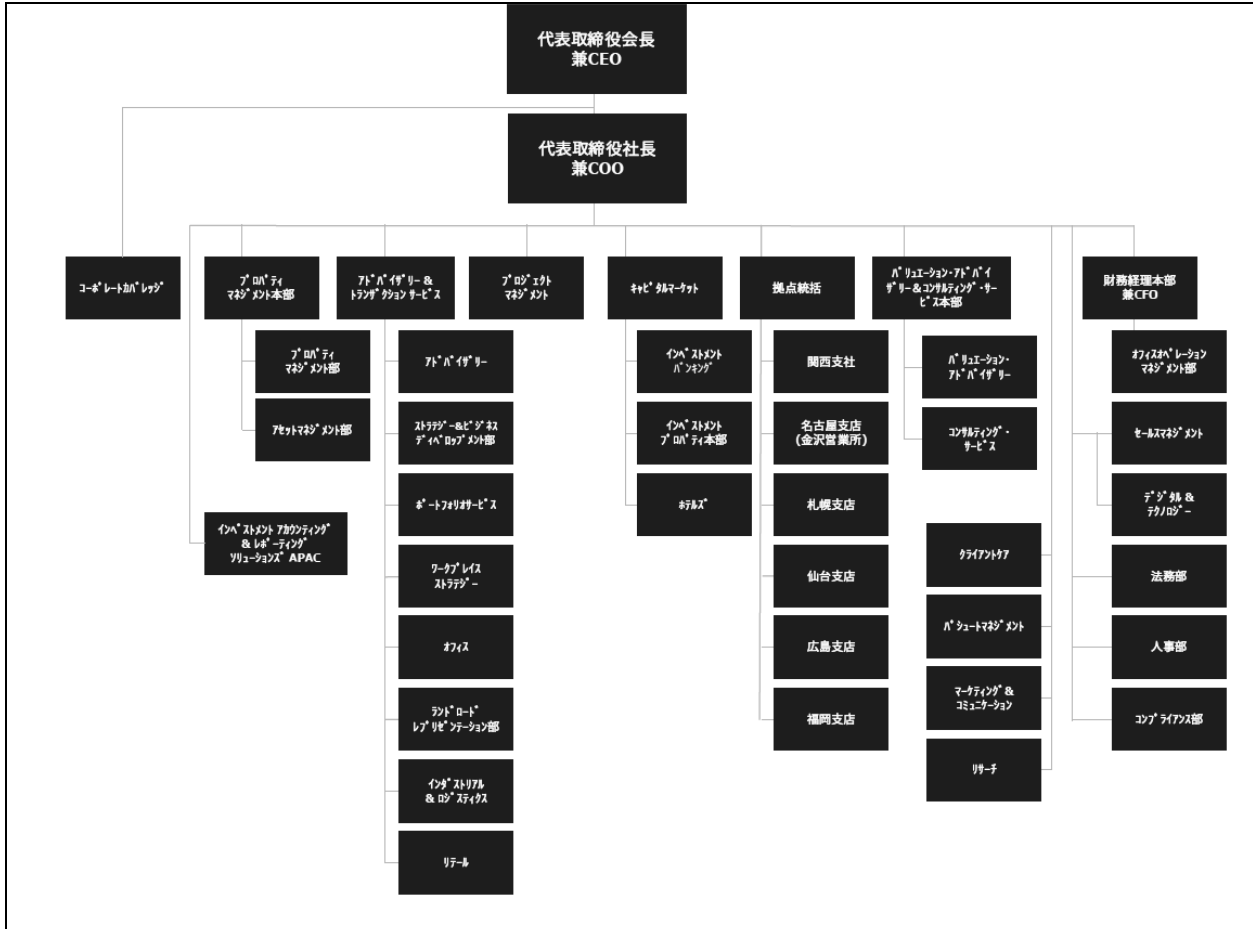 代表取締役会長
兼CEO
代表取締役社長
兼COO
ｺｰﾎﾟﾚｰﾄｶﾊﾞﾚｯｼﾞ
ﾌﾟﾛﾊﾟﾃｨ
ﾏﾈｼﾞﾒﾝﾄ本部
ｱﾄﾞﾊﾞｲｻﾞﾘｰ &
ﾄﾗﾝｻﾞｸｼｮﾝ ｻｰﾋﾞｽ
ﾌﾟﾛｼﾞｪｸﾄ
ﾏﾈｼﾞﾒﾝﾄ
ｷｬﾋﾟﾀﾙﾏｰｹｯﾄ
拠点統括
ﾊﾞﾘｭｴｰｼｮﾝ･ｱﾄﾞﾊﾞｲ
ｻﾞﾘｰ&ｺﾝｻﾙﾃｨﾝｸﾞ･ｻｰ
ﾋﾞｽ本部
財務経理本部
兼CFO
ﾌﾟﾛﾊﾟﾃｨ
ﾏﾈｼﾞﾒﾝﾄ部
ｱｾｯﾄﾏﾈｼﾞﾒﾝﾄ部
ｲﾝﾍﾞｽﾄﾒﾝﾄ ｱｶｳﾝﾃｨﾝｸﾞ
& ﾚﾎﾟｰﾃｨﾝｸﾞ
ｿﾘｭｰｼｮﾝｽﾞ APAC
ｱﾄﾞﾊﾞｲｻﾞﾘｰ
ｽﾄﾗﾃｼﾞｰ&ﾋﾞｼﾞﾈｽ
ﾃﾞｨﾍﾞﾛｯﾌﾟﾒﾝﾄ部
ﾎﾟｰﾄﾌｫﾘｵｻｰﾋﾞｽ
ﾜｰｸﾌﾟﾚｲｽ
ｽﾄﾗﾃｼﾞｰ
ｵﾌｨｽ
ﾗﾝﾄﾞﾛｰﾄﾞ
ﾚﾌﾟﾘｾﾞﾝﾃｰｼｮﾝ部
ｲﾝﾀﾞｽﾄﾘｱﾙ
& ﾛｼﾞｽﾃｨｸｽ
ﾘﾃｰﾙ
ｲﾝﾍﾞｽﾄﾒﾝﾄ
ﾊﾞﾝｷﾝｸﾞ
ｲﾝﾍﾞｽﾄﾒﾝﾄ
ﾌﾟﾛﾊﾟﾃｨ本部
ﾎﾃﾙｽﾞ
関西支社
名古屋支店
(金沢営業所)
札幌支店
仙台支店
広島支店
福岡支店
ﾊﾞﾘｭｴｰｼｮﾝ･
ｱﾄﾞﾊﾞｲｻﾞﾘｰ
ｺﾝｻﾙﾃｨﾝｸﾞ･
ｻｰﾋﾞｽ
ｸﾗｲｱﾝﾄｹｱ
ﾊﾟｼｭｰﾄﾏﾈｼﾞﾒﾝﾄ
ﾏｰｹﾃｨﾝｸﾞ &
ｺﾐｭﾆｹｰｼｮﾝ
ﾘｻｰﾁ
ｵﾌｨｽｵﾍﾟﾚｰｼｮﾝ
ﾏﾈｼﾞﾒﾝﾄ部
ｾｰﾙｽﾏﾈｼﾞﾒﾝﾄ
ﾃﾞｼﾞﾀﾙ &
ﾃｸﾉﾛｼﾞｰ
法務部
人事部
ｺﾝﾌﾟﾗｲｱﾝｽ部